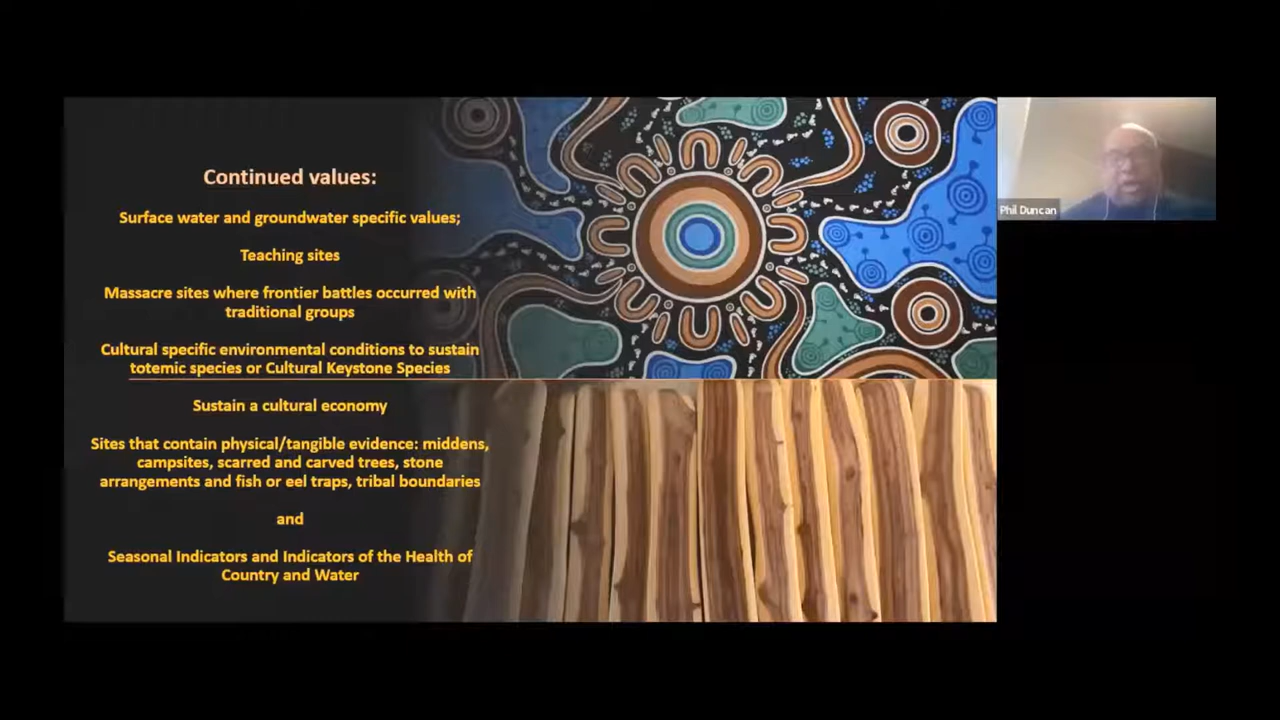 Continued values:
Surface water and groundwater specific values;
Teaching sites
Massacre sites where frontier battles occurred with
traditional groups
Cultural specific environmental conditions to sustain
totemic species or Cultural Keystone Species
Sustain a cultural economy
Sites that contain physical/tangible evidence: middens,
campsites, scarred and carved trees, stone
arrangements and fish or eel traps, tribal boundaries
and
Seasonal Indicators and Indicators of the Health of
Country and Water
Phil Duncan